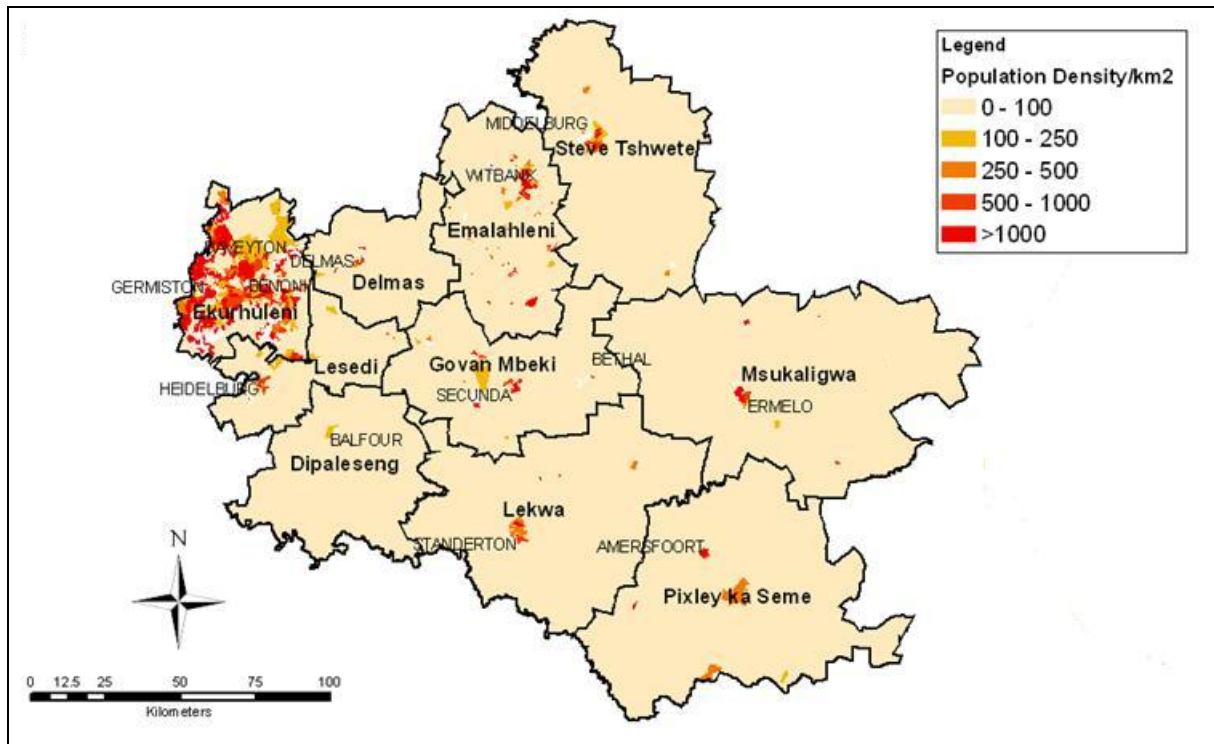 Legend
Population Density/km2
0 - 100
100 - 250
250 - 500
500 - 1000
>1000
MIDDELBURG
Steve Tshwete
WITBANK
Emalahleni
DELMAS
Delmas
GERMISTON
BENONI
Ekurhuleni
Lesedi
Govan Mbeki
BETHAL
Msukaligwa
HEIDELBURG
SECUNDA
ERMELO
BALFOUR
Dipaleseng
Lekwa
STANDERTON
AMERSFOORT
Pixley ka Seme
N
0 12.5 25 50 75 100
Kilometers